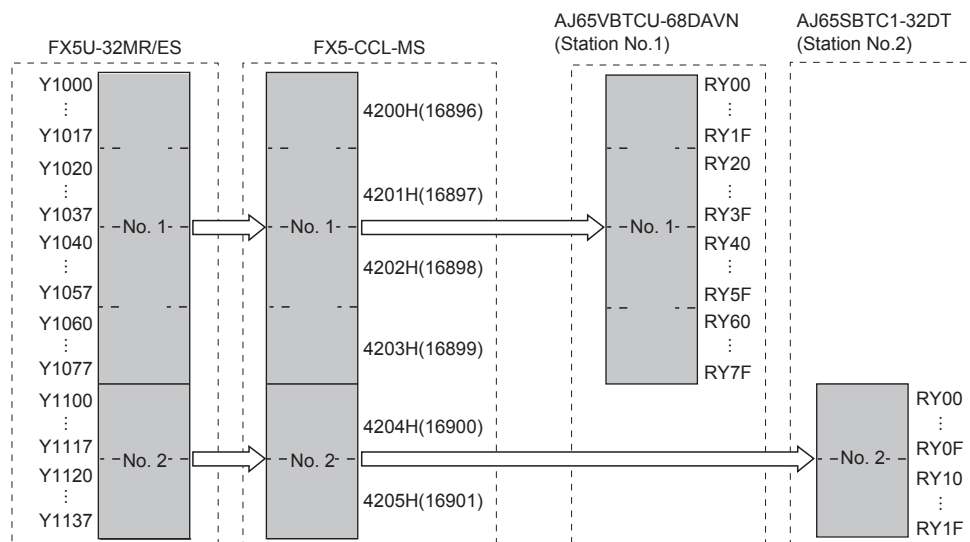 FX5U-32MR/ES
FX5-CCL-MS
AJ65VBTCU-68DAVN
(Station No.1)
AJ65SBTC1-32DT
(Station No.2)
Y1000
⋮
Y1017
Y1020
⋮
Y1037
Y1040
⋮
Y1057
Y1060
⋮
Y1077
Y1100
⋮
Y1117
Y1120
⋮
Y1137
No. 1
No. 2
No. 1
No. 2
4200H(16896)
4201H(16897)
4202H(16898)
4203H(16899)
4204H(16900)
4205H(16901)
No. 1
RY00
⋮
RY1F
RY20
⋮
RY3F
RY40
⋮
RY5F
RY60
⋮
RY7F
No. 2
RY00
⋮
RY0F
RY10
⋮
RY1F